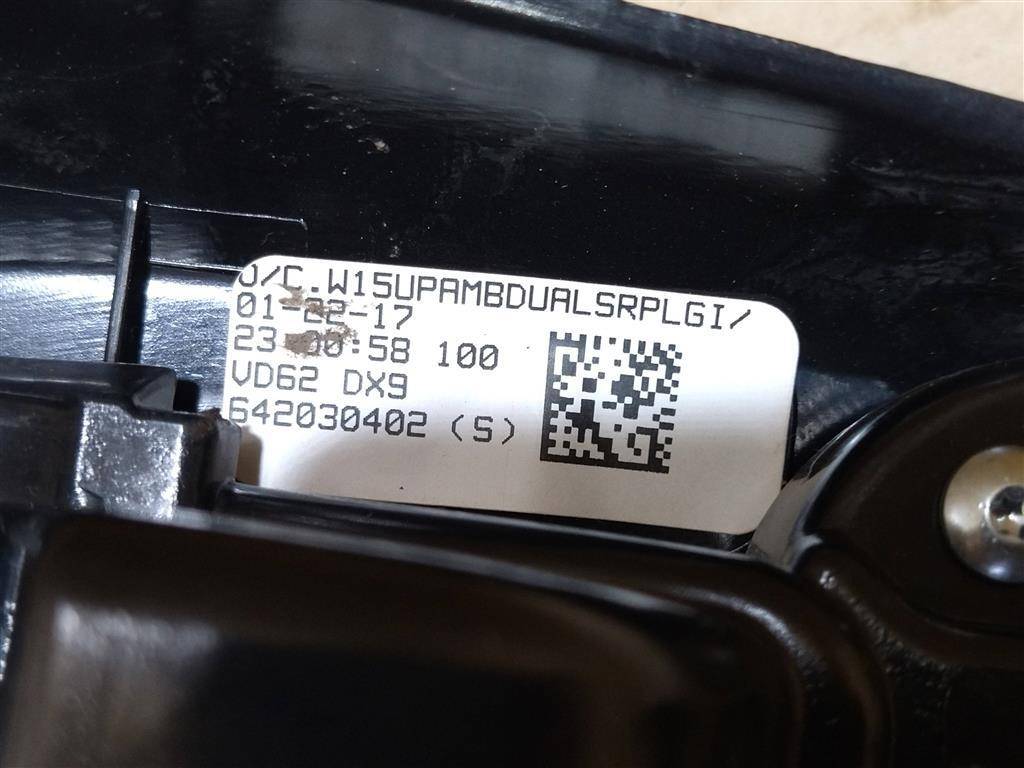 O/C.W15UPAMBDUALSRPLGI/
01-22-17
23:00:58 100
VD62 DX9
642030402 (S)